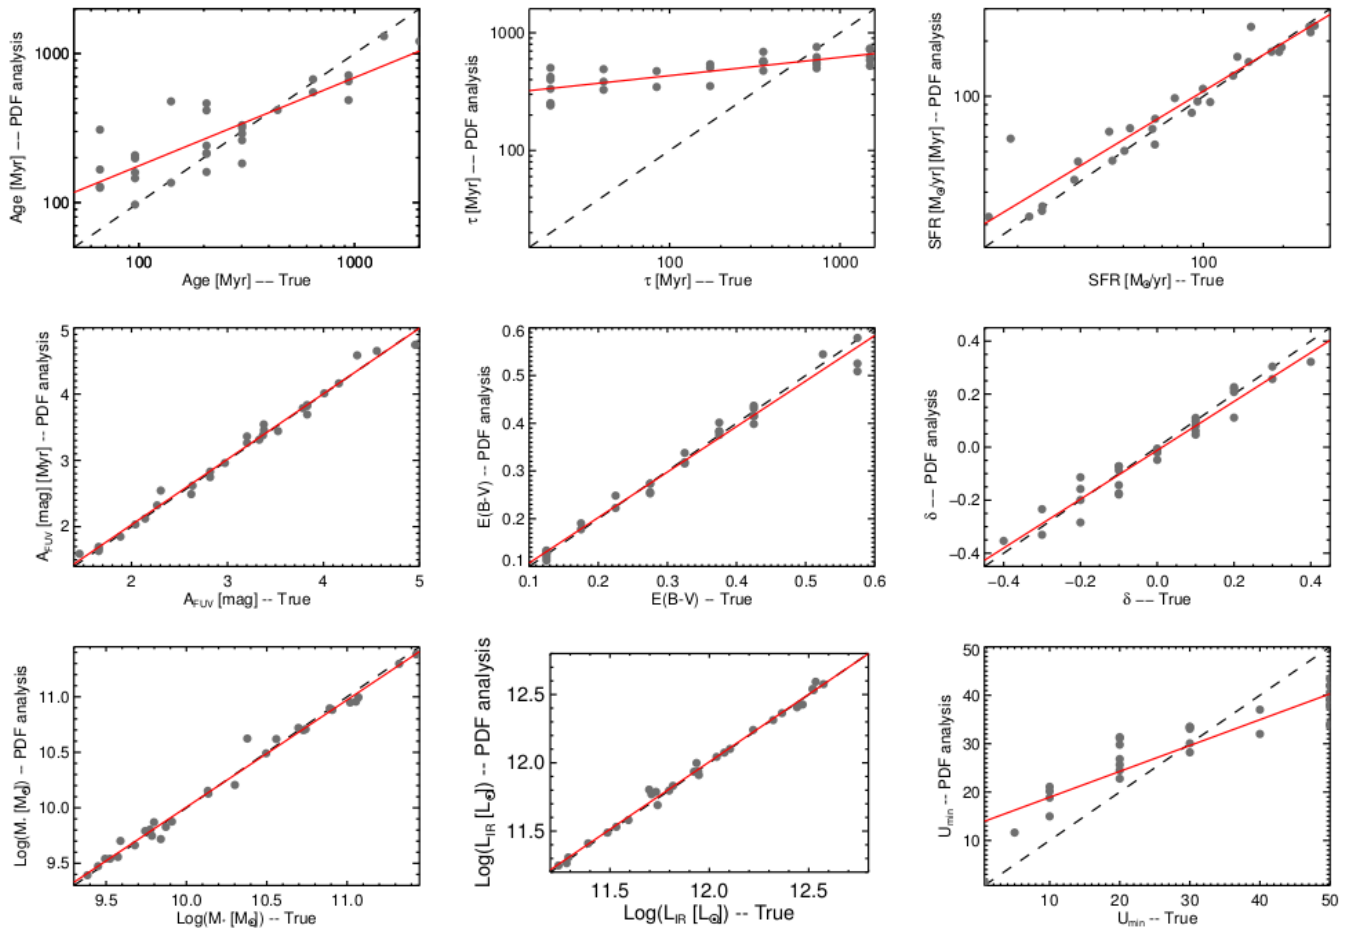 Age [Myr] –– PDF analysis
1000
100
100 1000
Age [Myr] –– True
τ [Myr] –– PDF analysis
1000
100
100 1000
τ [Myr] –– True
SFR [M⊙/yr] [Myr] -- PDF analysis
100
100
SFR [M⊙/yr] -- True
A_FUV [mag] [Myr] -- PDF analysis
5
4
3
2
2 3 4 5
A_FUV [mag] -- True
E(B-V) -- PDF analysis
0.6
0.5
0.4
0.3
0.2
0.1
0.1 0.2 0.3 0.4 0.5 0.6
E(B-V) – True
δ –– PDF analysis
0.4
0.2
0.0
−0.2
−0.4
−0.4 −0.2 0.0 0.2 0.4
δ –– True
Log(M* [M⊙]) – PDF analysis
11.0
10.5
10.0
9.5
9.5 10.0 10.5 11.0
Log(M* [M⊙]) -- True
Log(L_IR [L⊙]) -- PDF analysis
12.5
12.0
11.5
11.5 12.0 12.5
Log(L_IR [L⊙]) -- True
U_min -- PDF analysis
50
40
30
20
10
10 20 30 40 50
U_min -- True